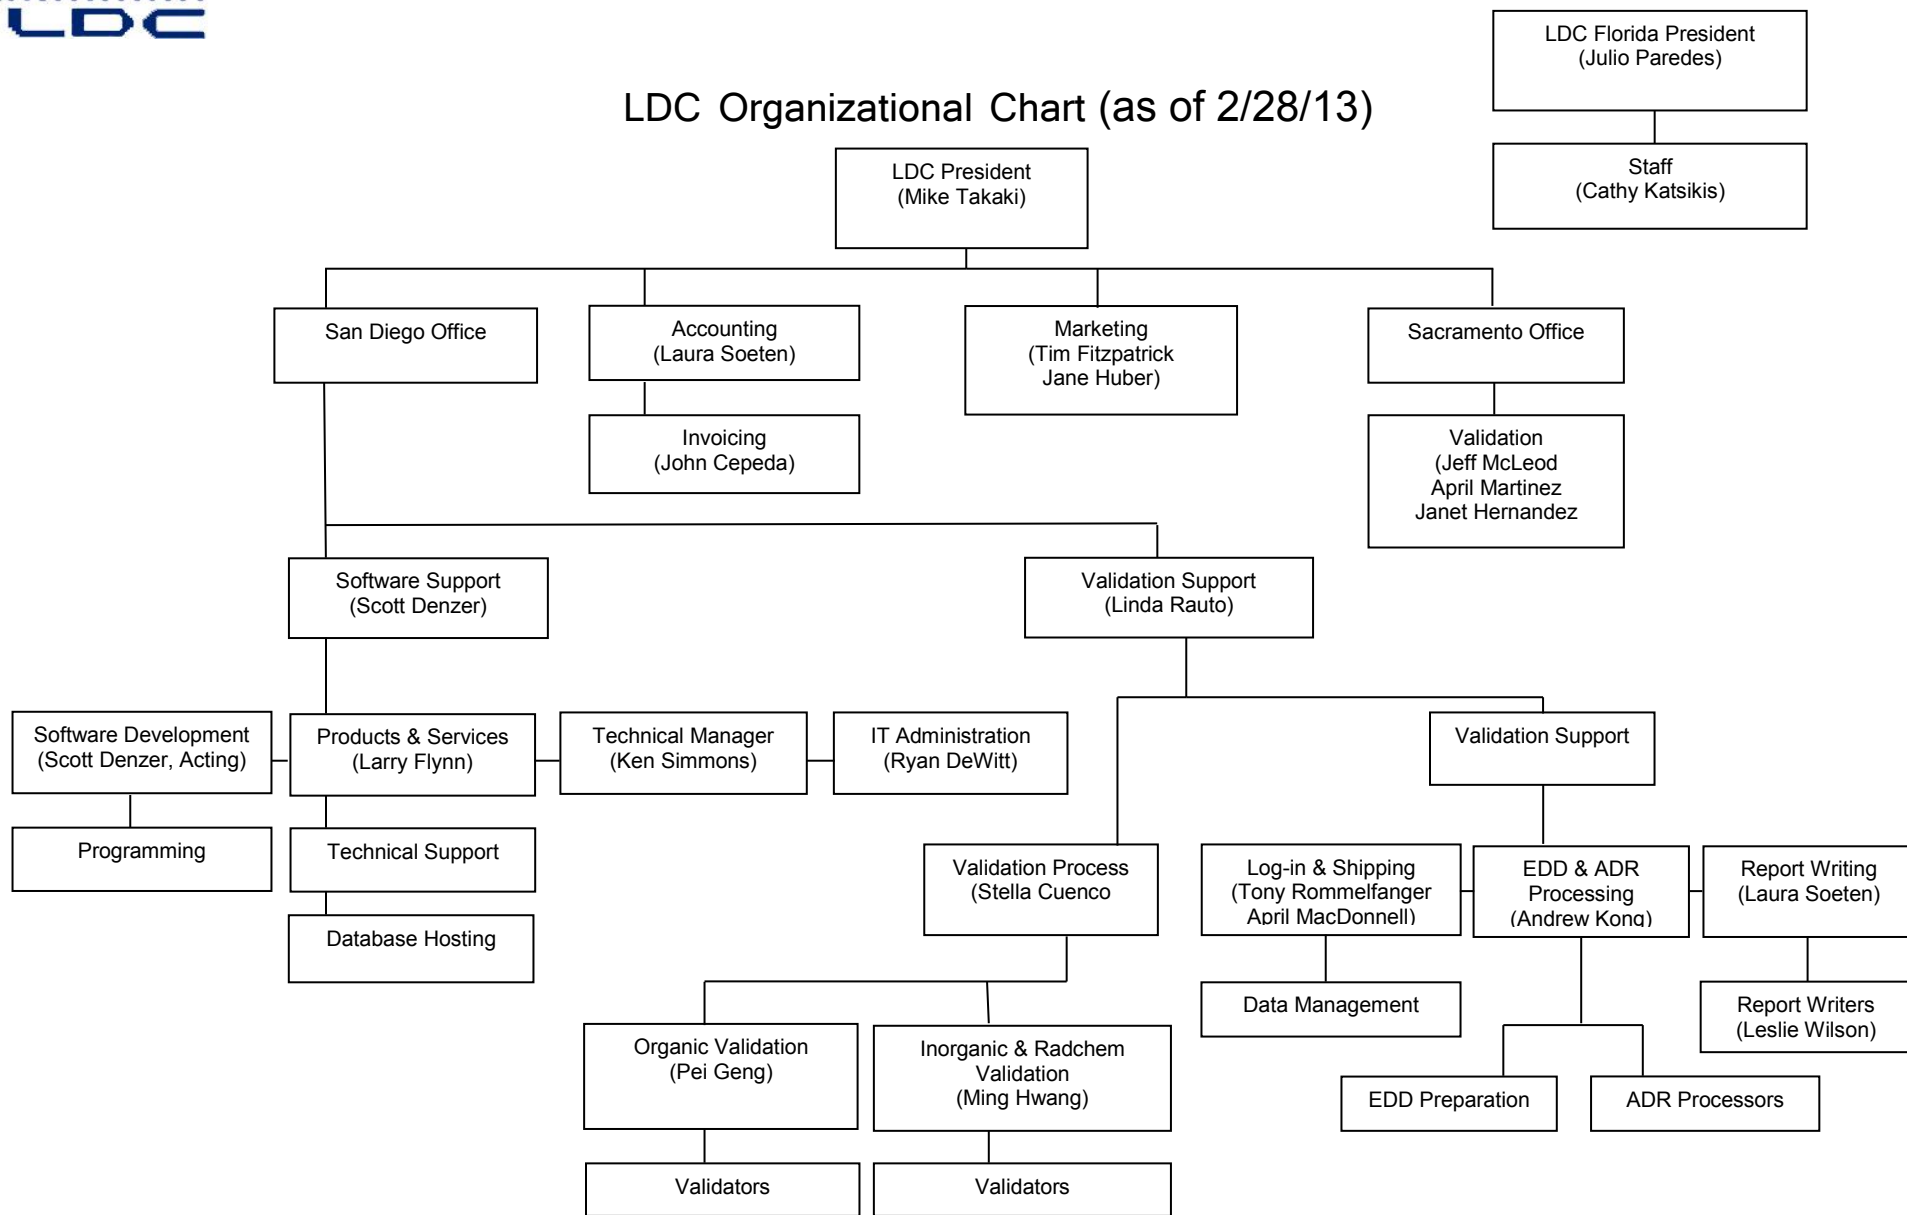 LDC
LDC Florida President
(Julio Paredes)
LDC Organizational Chart (as of 2/28/13)
Staff
(Cathy Katsikis)
LDC President
(Mike Takaki)
San Diego Office
Accounting
(Laura Soeten)
Marketing
(Tim Fitzpatrick
Jane Huber)
Sacramento Office
Invoicing
(John Cepeda)
Validation
(Jeff McLeod
April Martinez
Janet Hernandez
Software Support
(Scott Denzer)
Validation Support
(Linda Rauto)
Software Development
(Scott Denzer, Acting)
Products & Services
(Larry Flynn)
Technical Manager
(Ken Simmons)
IT Administration
(Ryan DeWitt)
Validation Support
Programming
Technical Support
Database Hosting
Validation Process
(Stella Cuenco
Log-in & Shipping
(Tony Rommelfanger
April MacDonnell)
EDD & ADR
Processing
(Andrew Kong)
Report Writing
(Laura Soeten)
Data Management
Report Writers
(Leslie Wilson)
Organic Validation
(Pei Geng)
Inorganic & Radchem
Validation
(Ming Hwang)
EDD Preparation
ADR Processors
Validators
Validators